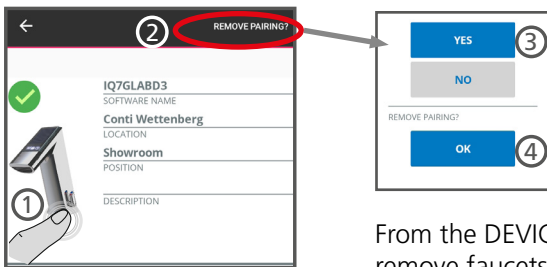 ←
②
REMOVE PAIRING?
IQ7GLABD3
SOFTWARE NAME
Conti Wettenberg
LOCATION
Showroom
POSITION
DESCRIPTION
①
YES
③
NO
REMOVE PAIRING?
OK
④
From the DEVIC
remove faucets